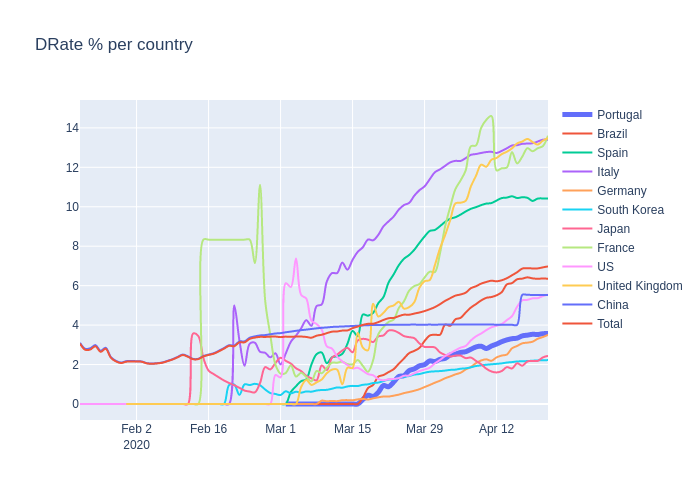 DRate % per country
14
12
10
8
6
4
2
0
Feb 2
2020
Feb 16
Mar 1
Mar 15
Mar 29
Apr 12
Portugal
Brazil
Spain
Italy
Germany
South Korea
Japan
France
US
United Kingdom
China
Total